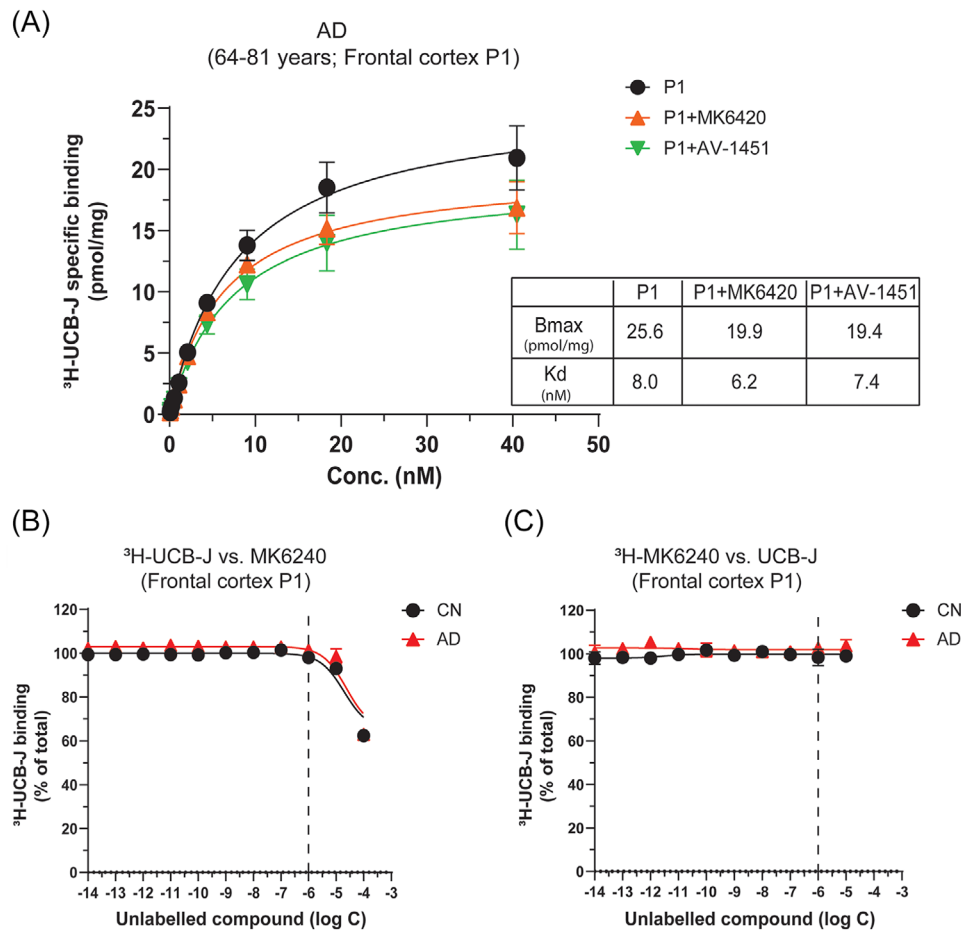 (A)
AD
(64-81 years; Frontal cortex P1)
P1
P1+MK6420
P1+AV-1451
25
20
15
10
5
0
³H-UCB-J specific binding
(pmol/mg)
0 10 20 30 40 50
Conc. (nM)
P1 P1+MK6420 P1+AV-1451
Bmax
(pmol/mg)
25.6 19.9 19.4
Kd
(nM)
8.0 6.2 7.4
(B)
³H-UCB-J vs. MK6240
(Frontal cortex P1)
CN
AD
120
100
80
60
40
20
0
³H-UCB-J binding
(% of total)
-14 -13 -12 -11 -10 -9 -8 -7 -6 -5 -4 -3
Unlabelled compound (log C)
(C)
³H-MK6240 vs. UCB-J
(Frontal cortex P1)
CN
AD
120
100
80
60
40
20
0
³H-UCB-J binding
(% of total)
-14 -13 -12 -11 -10 -9 -8 -7 -6 -5 -4 -3
Unlabelled compound (log C)